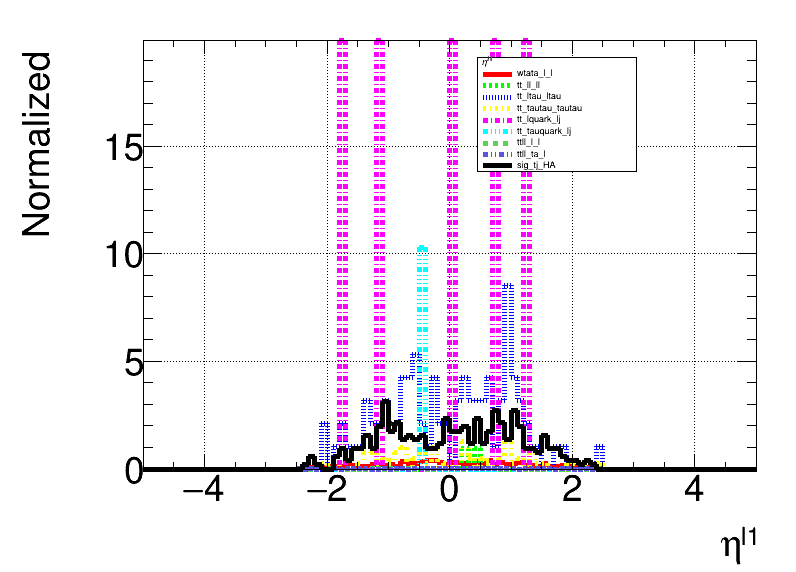 Normalized
15
10
5
0
−4
−2
0
2
4
η^l1
η^l1
wtata_l_l
tt_ll_ll
tt_ltau_ltau
tt_tautau_tautau
tt_lquark_lj
tt_tauquark_lj
ttll_l_l
ttll_ta_l
sig_tj_HA